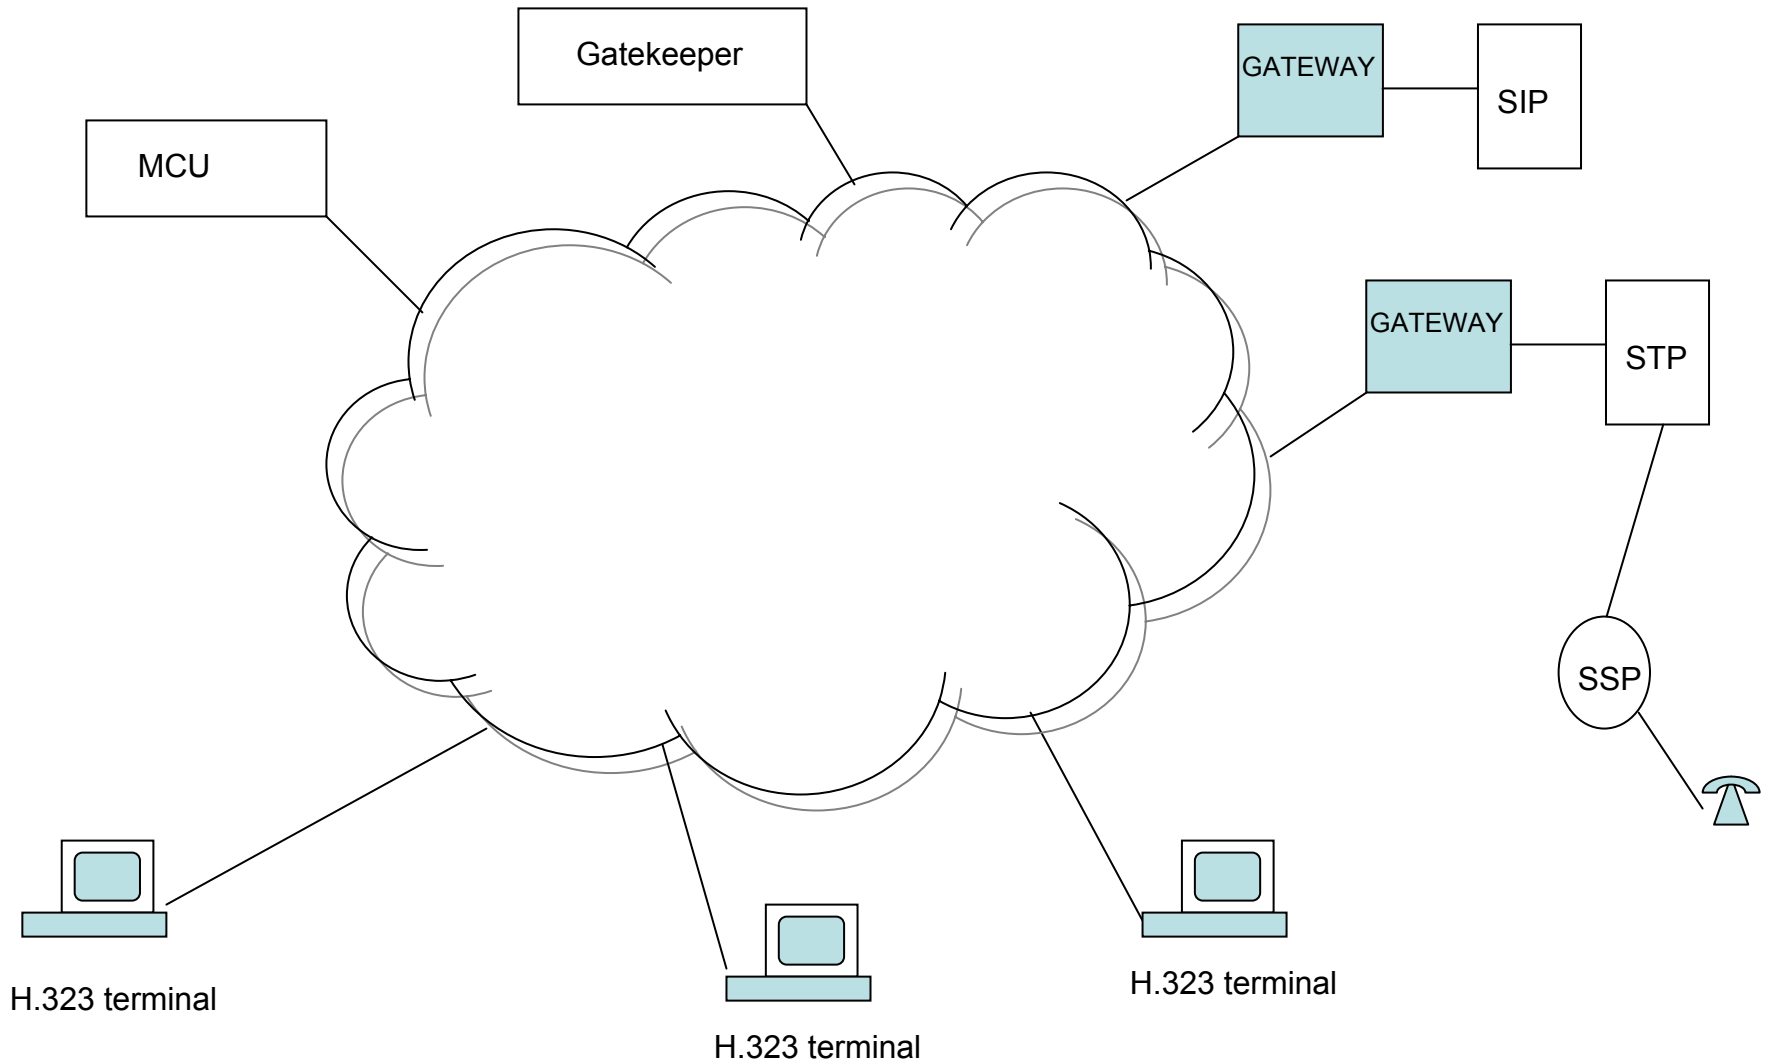 Gatekeeper
GATEWAY
SIP
MCU
GATEWAY
STP
SSP
H.323 terminal
H.323 terminal
H.323 terminal